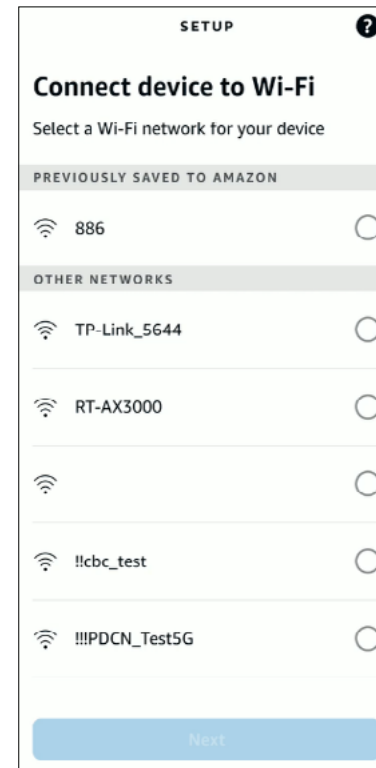 SETUP
?
Connect device to Wi-Fi
Select a Wi-Fi network for your device
PREVIOUSLY SAVED TO AMAZON
886
OTHER NETWORKS
TP-Link_5644
RT-AX3000
!!cbc_test
!!!PDCN_Test5G
Next